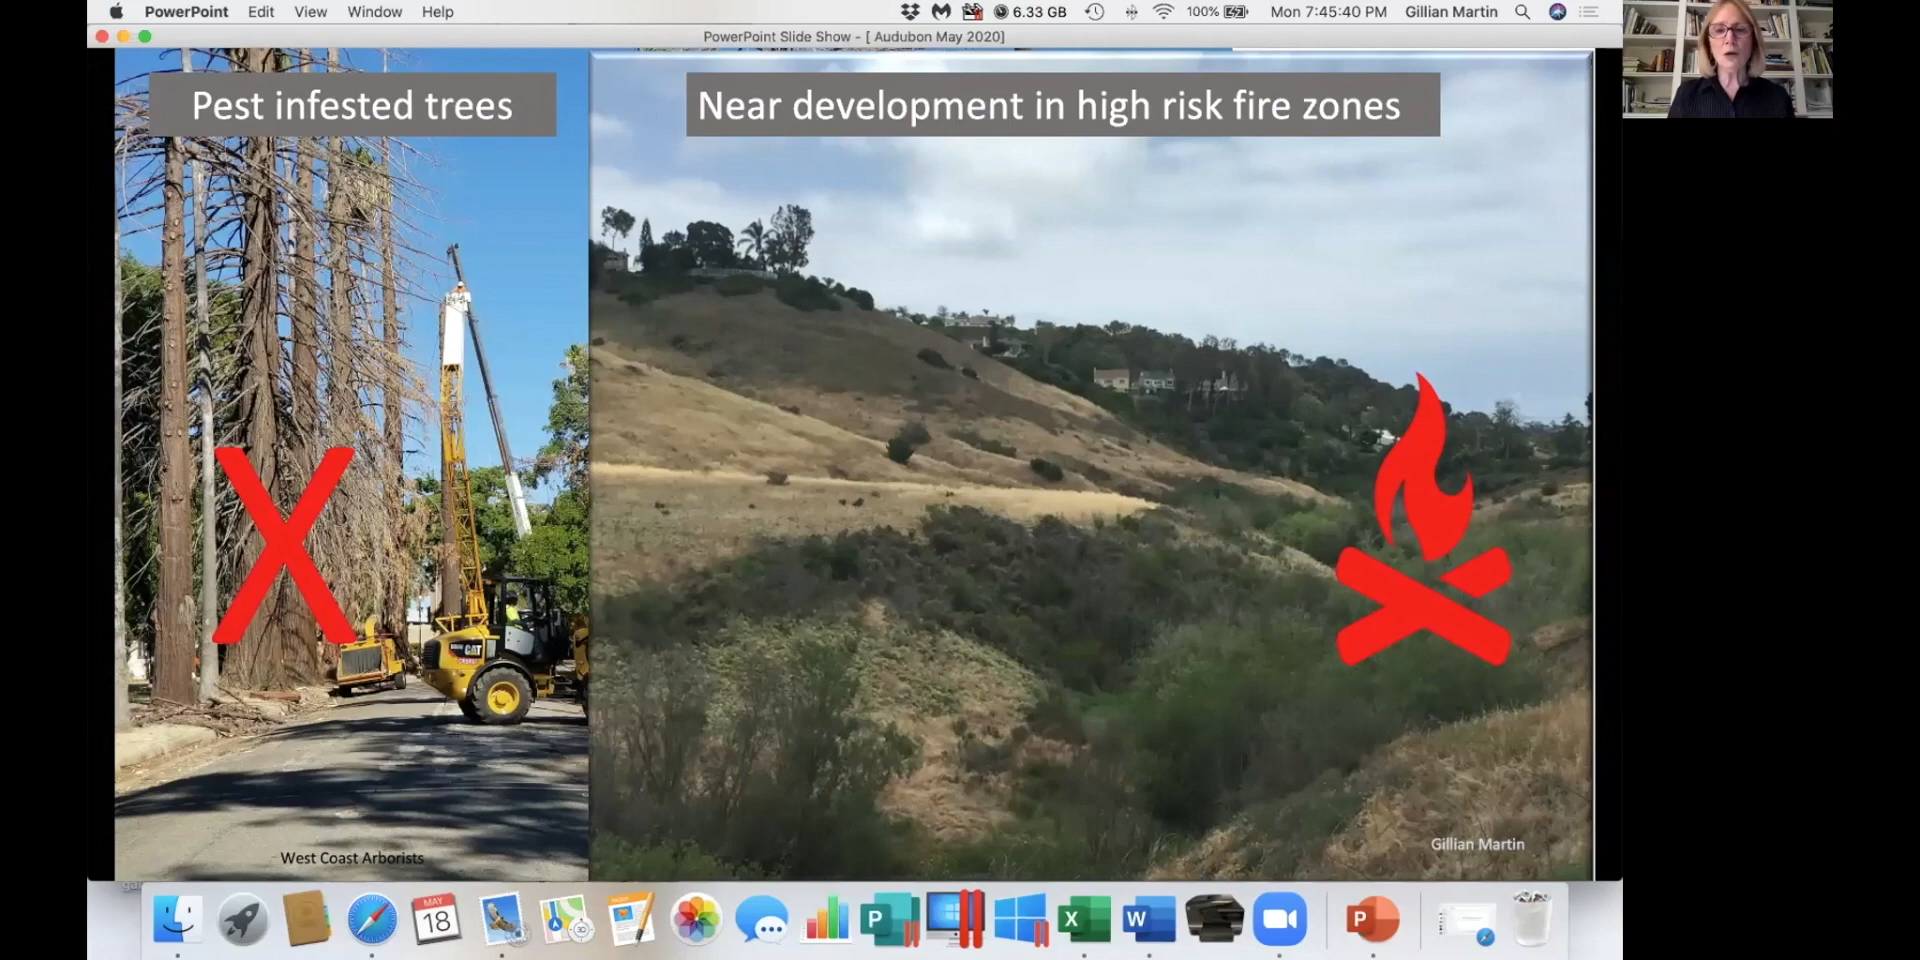 PowerPoint Edit View Window Help 6.33 GB 100% Mon 7:45:40 PM Gillian Martin
PowerPoint Slide Show - [ Audubon May 2020]
Pest infested trees
Near development in high risk fire zones
CAT
West Coast Arborists
Gillian Martin
MAY
18
3D
P
X
W
P